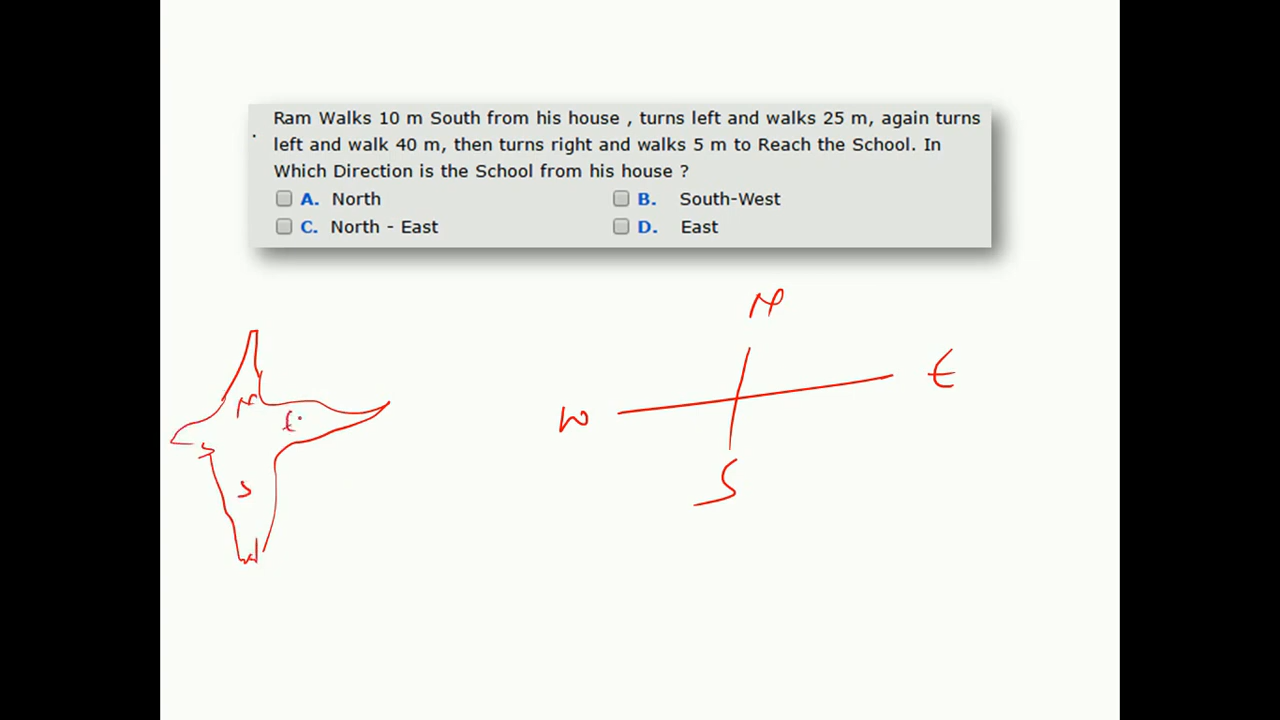 Ram Walks 10 m South from his house , turns left and walks 25 m, again turns
left and walk 40 m, then turns right and walks 5 m to Reach the School. In
Which Direction is the School from his house ?
A. North
B. South-West
C. North - East
D. East
N
E
W
S
N
E
S
S